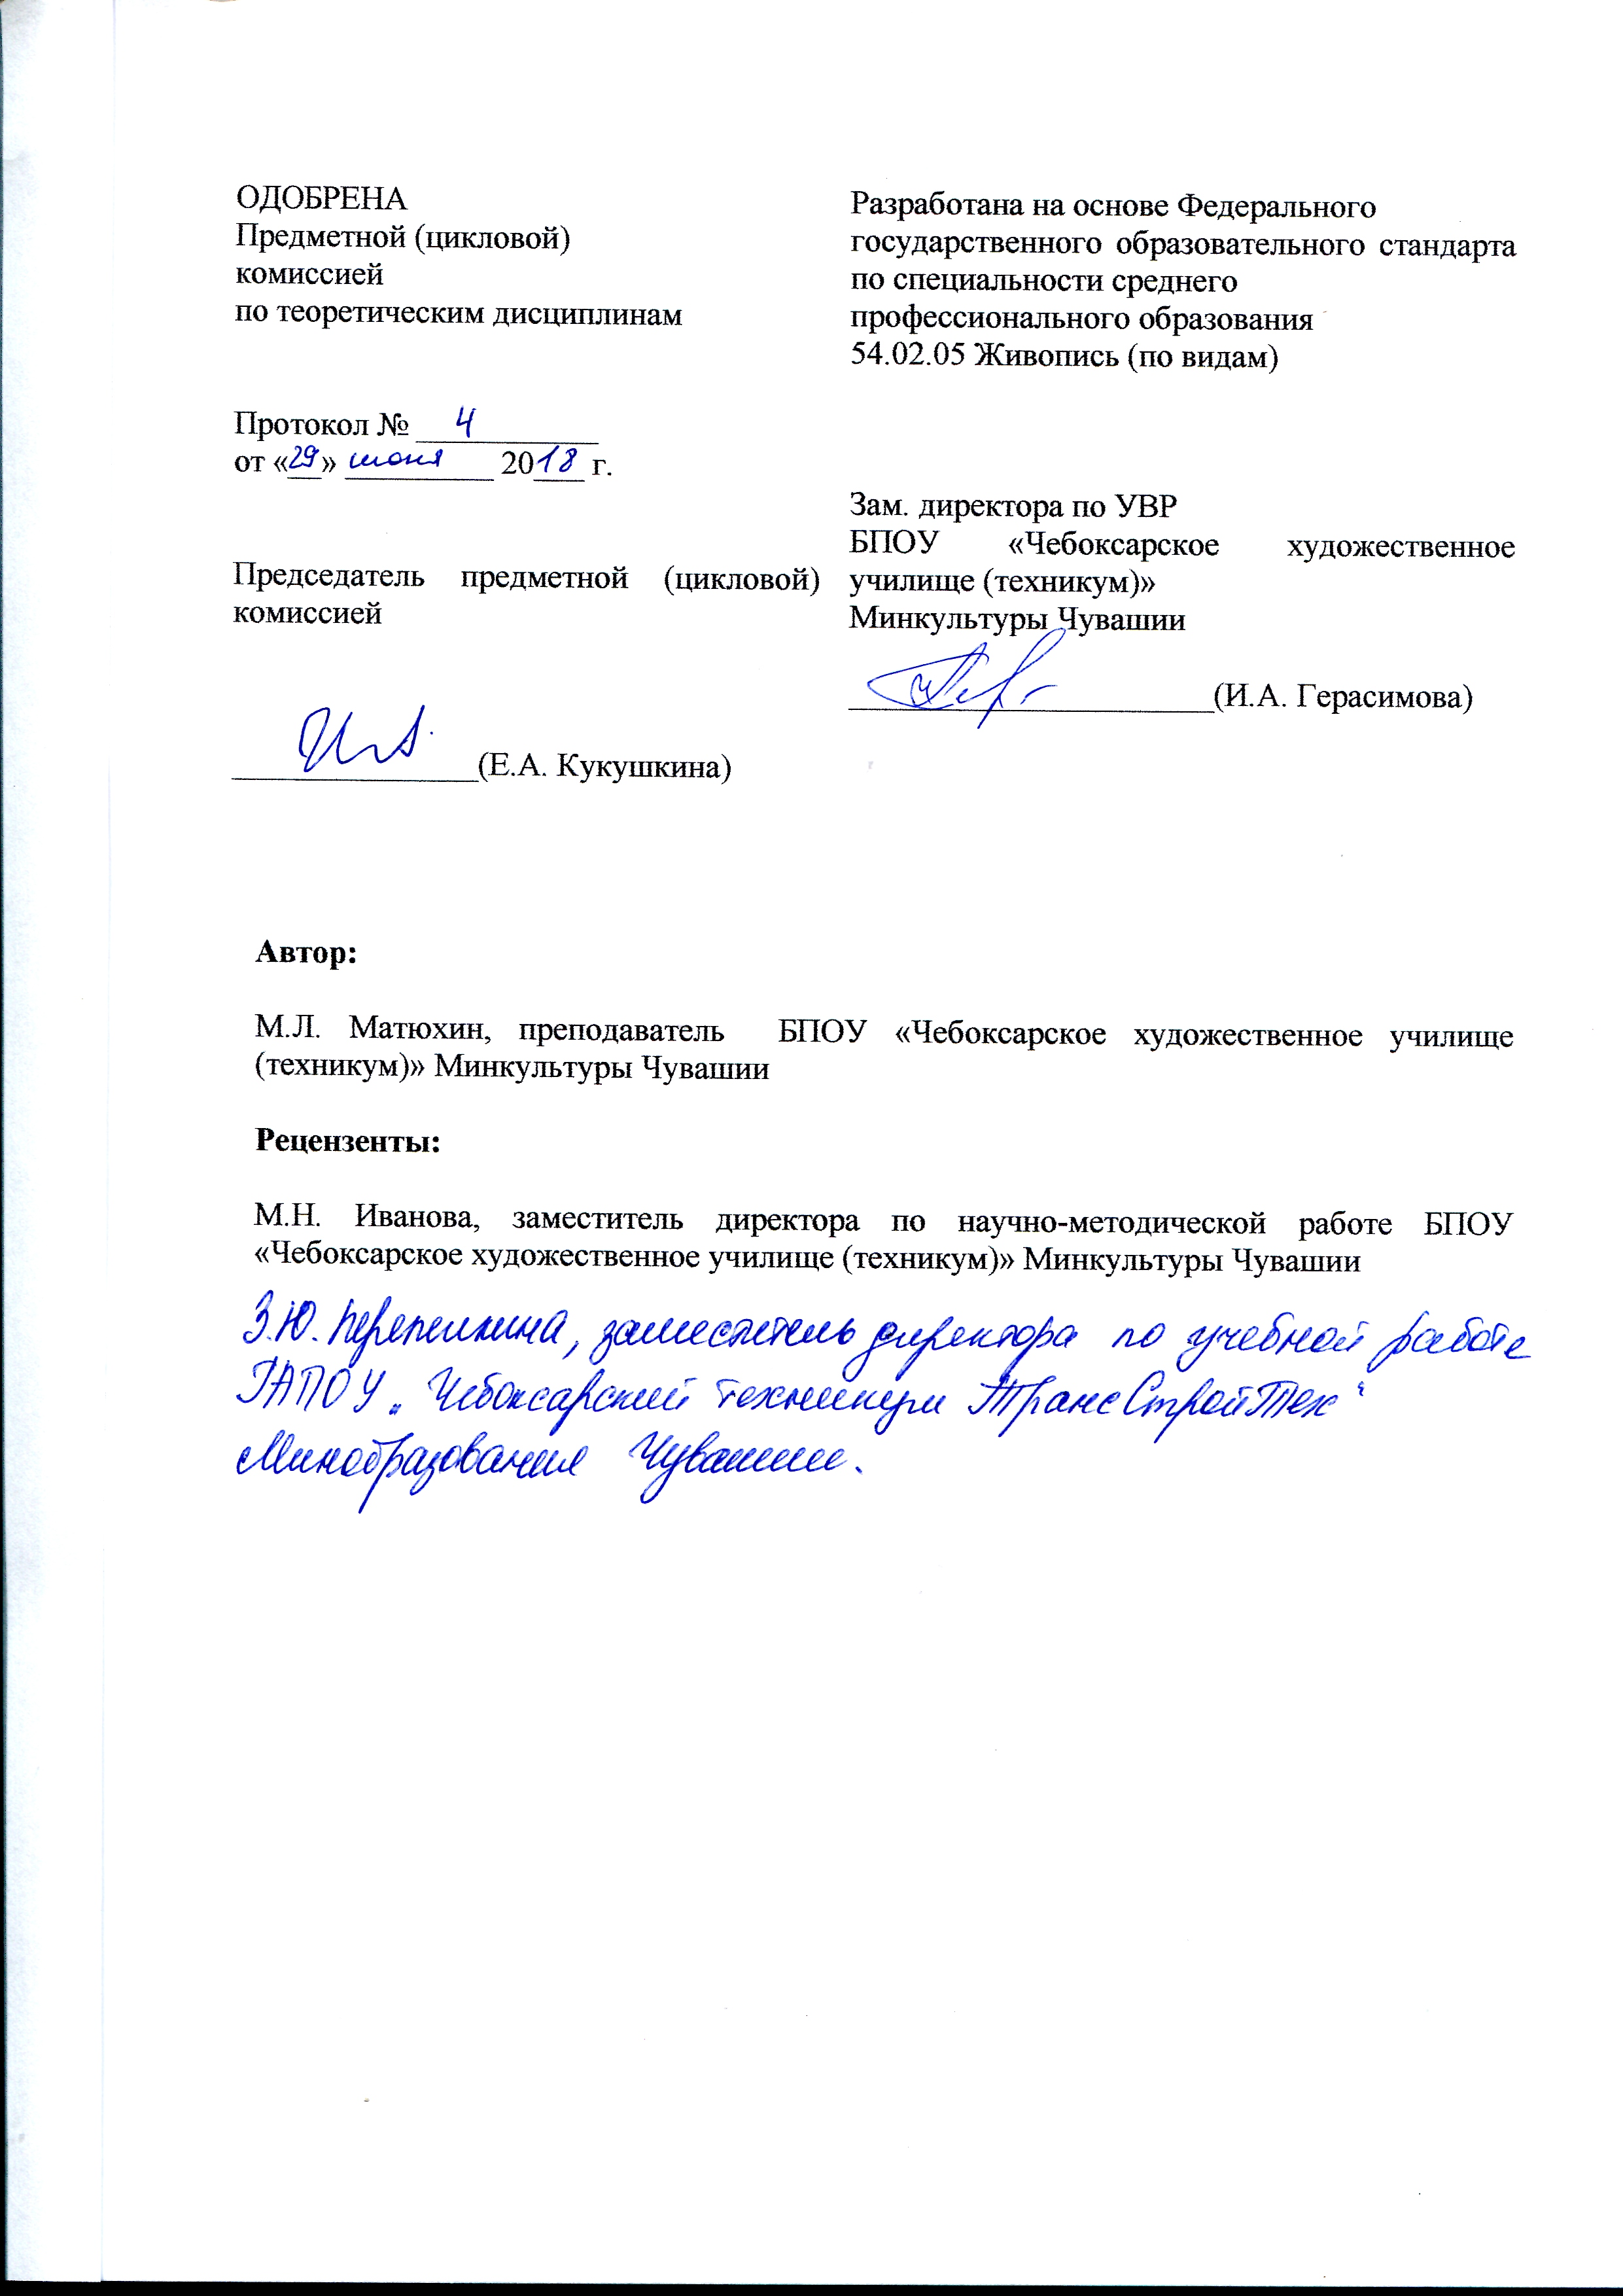 ОДОБРЕНА
Предметной (цикловой)
комиссией
по теоретическим дисциплинам
Протокол № 4
от «29» июня 2018 г.
Председатель предметной (цикловой)
комиссией
(Е.А. Кукушкина)
Разработана на основе Федерального
государственного образовательного стандарта
по специальности среднего
профессионального образования
54.02.05 Живопись (по видам)
Зам. директора по УВР
БПОУ «Чебоксарское художественное
училище (техникум)»
Минкультуры Чувашии
(И.А. Герасимова)
Автор:
М.Л. Матюхин, преподаватель БПОУ «Чебоксарское художественное училище
(техникум)» Минкультуры Чувашии
Рецензенты:
М.Н. Иванова, заместитель директора по научно-методической работе БПОУ
«Чебоксарское художественное училище (техникум)» Минкультуры Чувашии
З.Ю. Перепелкина, заместитель директора по учебной работе
ГАПОУ „Чебоксарский техникум ТрансСтройТех“
Минобразования Чувашии.